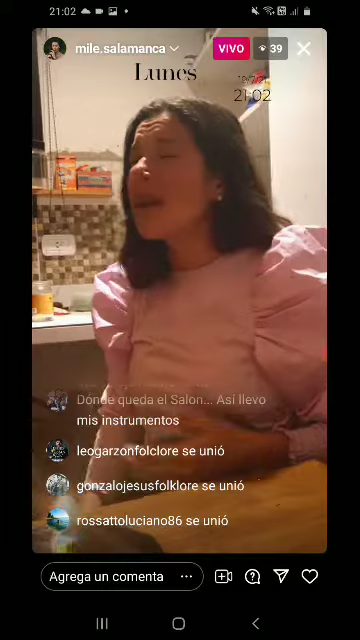 21:02
mile.salamanca
VIVO
39
Lunes
21:02
Dónde queda el Salon... Así llevo
mis instrumentos
leogarzonfolclore se unió
gonzalojesusfolklore se unió
rossattoluciano86 se unió
Agrega un comenta